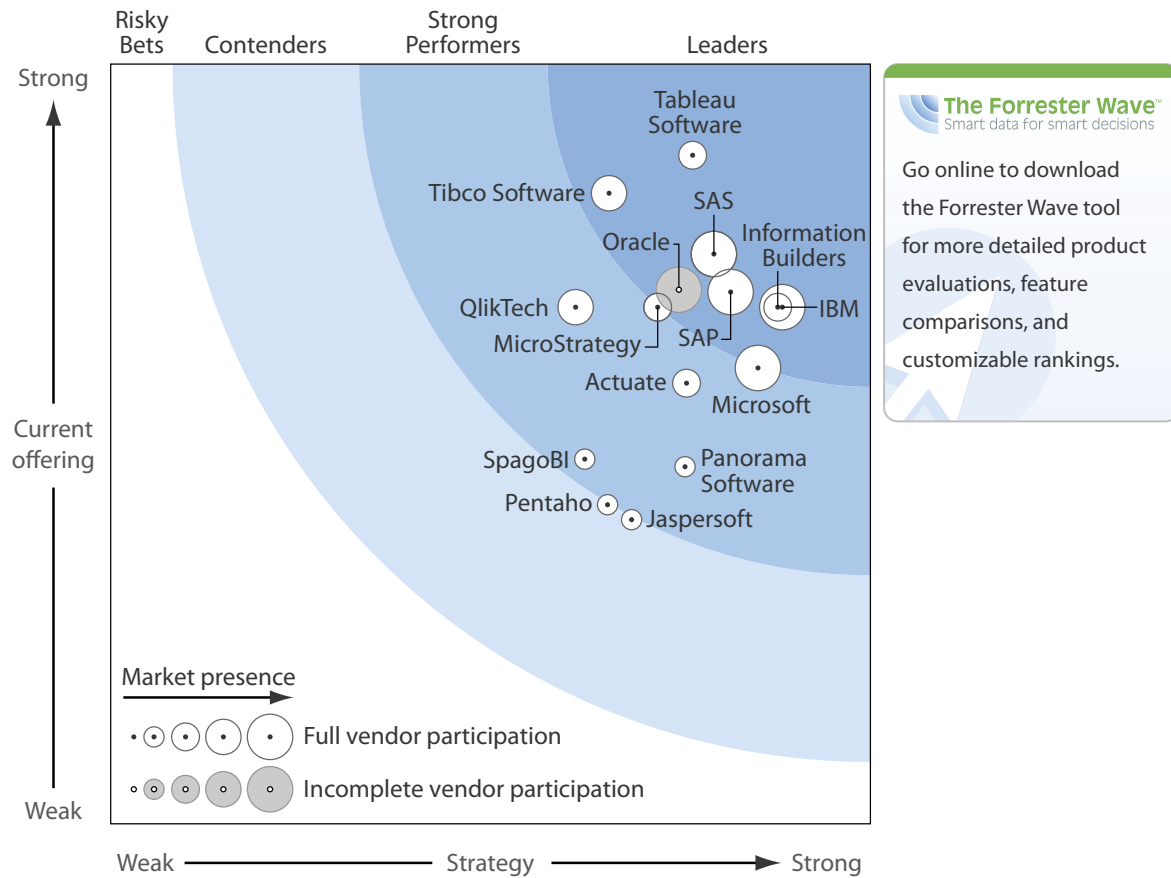 Risky
Bets
Contenders
Strong
Performers
Leaders
Strong
Current
offering
Weak
Tableau
Software
Tibco Software
SAS
Oracle
Information
Builders
QlikTech
IBM
MicroStrategy
SAP
Actuate
Microsoft
SpagoBI
Panorama
Software
Pentaho
Jaspersoft
Market presence
Full vendor participation
Incomplete vendor participation
Weak
Strategy
Strong
The Forrester Wave™
Smart data for smart decisions
Go online to download
the Forrester Wave tool
for more detailed product
evaluations, feature
comparisons, and
customizable rankings.